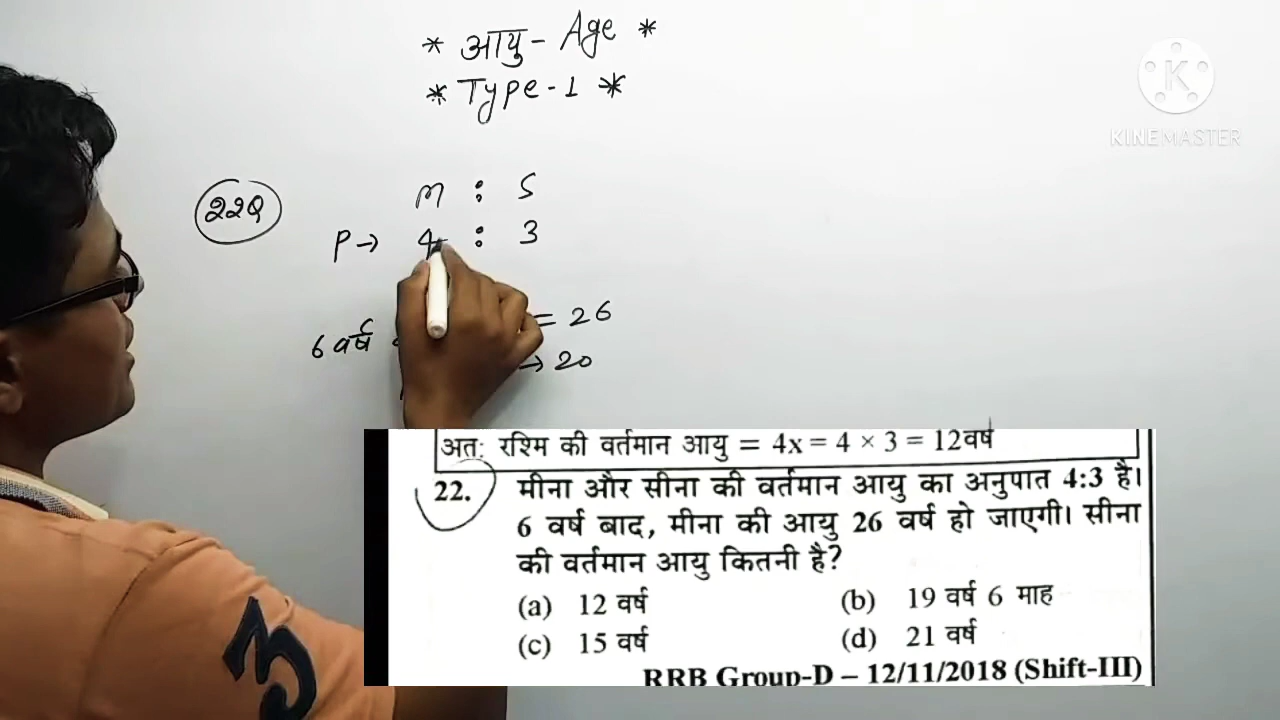 * आयु - Age *
* Type-1 *
KINEMASTER
22Q
M : S
P → 4 : 3
6 वर्ष = 26
→ 20
अतः रश्मि की वर्तमान आयु = 4x = 4 × 3 = 12वर्ष
22. मीना और सीना की वर्तमान आयु का अनुपात 4:3 है।
6 वर्ष बाद, मीना की आयु 26 वर्ष हो जाएगी। सीना
की वर्तमान आयु कितनी है?
(a) 12 वर्ष (b) 19 वर्ष 6 माह
(c) 15 वर्ष (d) 21 वर्ष
RRB Group-D – 12/11/2018 (Shift-III)
3